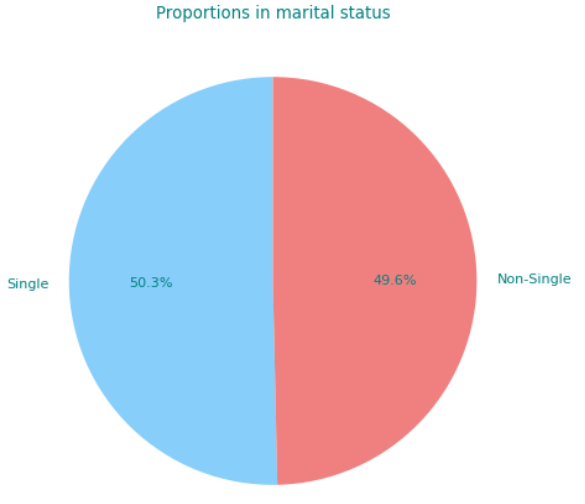 Proportions in marital status
Single
50.3%
49.6%
Non-Single